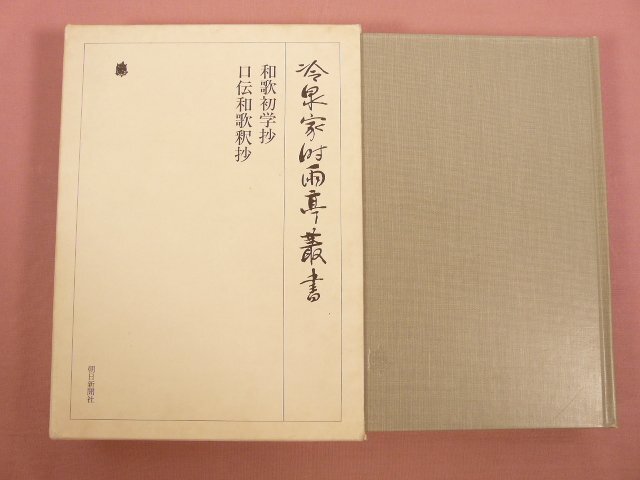 冷泉家時雨亭叢書
和歌初学抄
口伝和歌釈抄
朝日新聞社